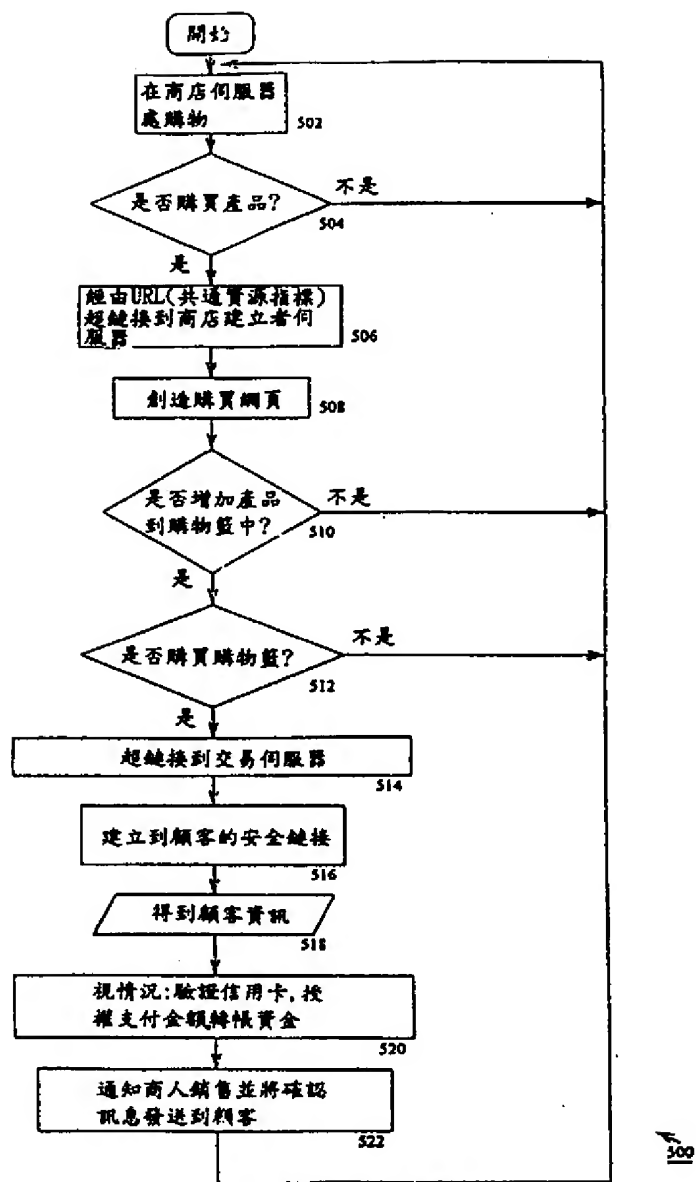 開始
在商店伺服器
處購物
502
是否購買產品?
不是
504
是
經由URL(共通資源指標)
超鏈接到商店建立者伺
服器
506
創造購買網頁
508
是否增加產品
到購物籃中?
不是
510
是
是否購買購物籃?
不是
512
是
超鏈接到交易伺服器
514
建立到顧客的安全鏈接
516
得到顧客資訊
518
視情況:驗證信用卡,授
權支付金額轉帳資金
520
通知商人銷售並將確認
訊息發送到顧客
522
500